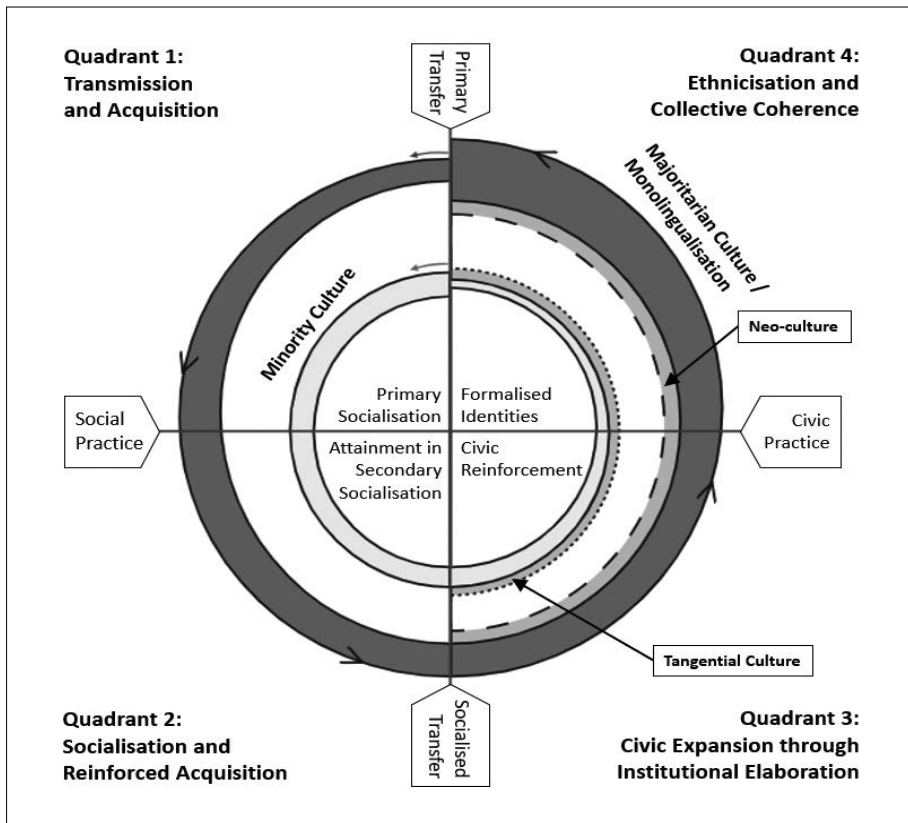 Quadrant 1:
Transmission
and Acquisition
Primary
Transfer
Quadrant 4:
Ethnicisation and
Collective Coherence
Majoritarian Culture /
Monolingualisation
Neo-culture
Minority Culture
Primary
Socialisation
Formalised
Identities
Social
Practice
Civic
Practice
Attainment in
Secondary
Socialisation
Civic
Reinforcement
Tangential Culture
Quadrant 2:
Socialisation and
Reinforced Acquisition
Socialised
Transfer
Quadrant 3:
Civic Expansion through
Institutional Elaboration